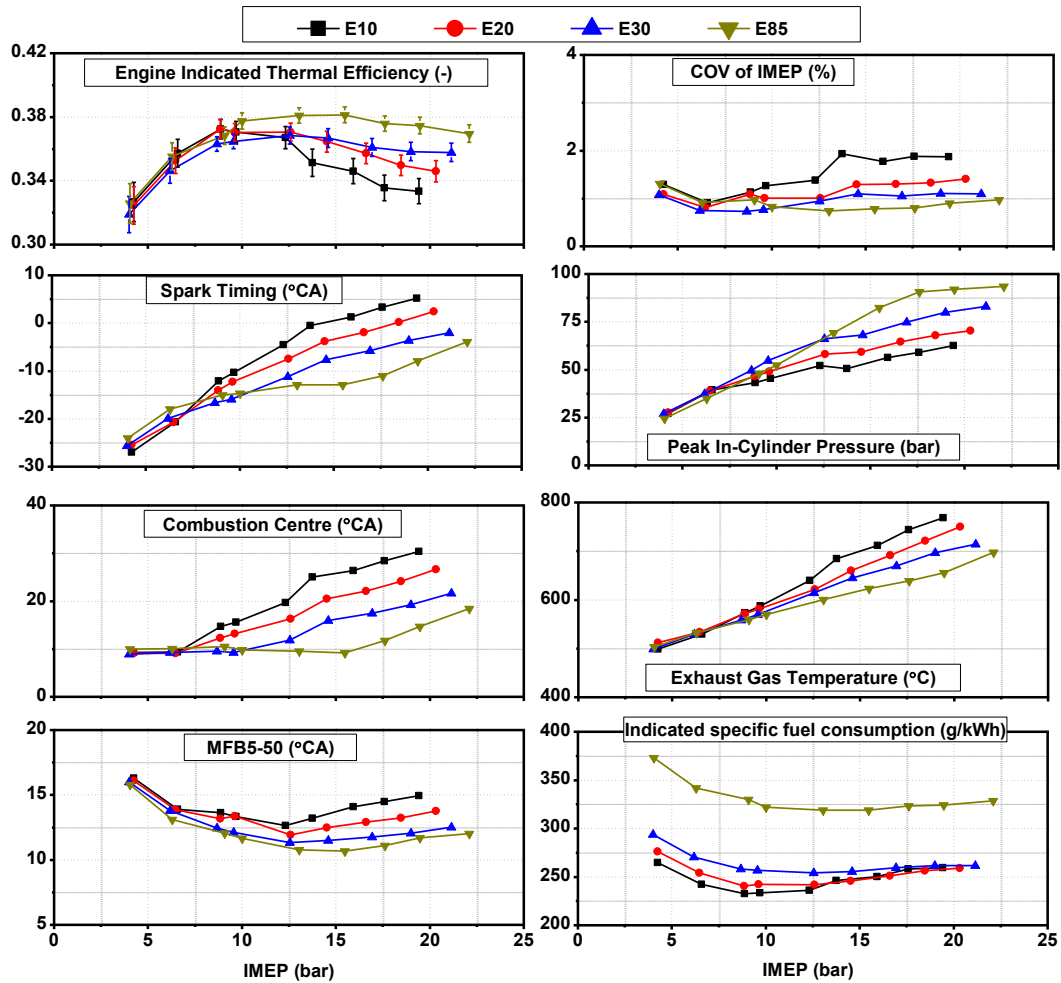 E10 E20 E30 E85
0.42
0.38
0.34
0.30
Engine Indicated Thermal Efficiency (-)
4
2
0
COV of IMEP (%)
10
0
-10
-20
-30
Spark Timing (°CA)
100
75
50
25
0
Peak In-Cylinder Pressure (bar)
40
20
0
Combustion Centre (°CA)
800
600
400
Exhaust Gas Temperature (°C)
20
15
10
5
MFB5-50 (°CA)
0 5 10 15 20 25
IMEP (bar)
400
350
300
250
200
Indicated specific fuel consumption (g/kWh)
0 5 10 15 20 25
IMEP (bar)